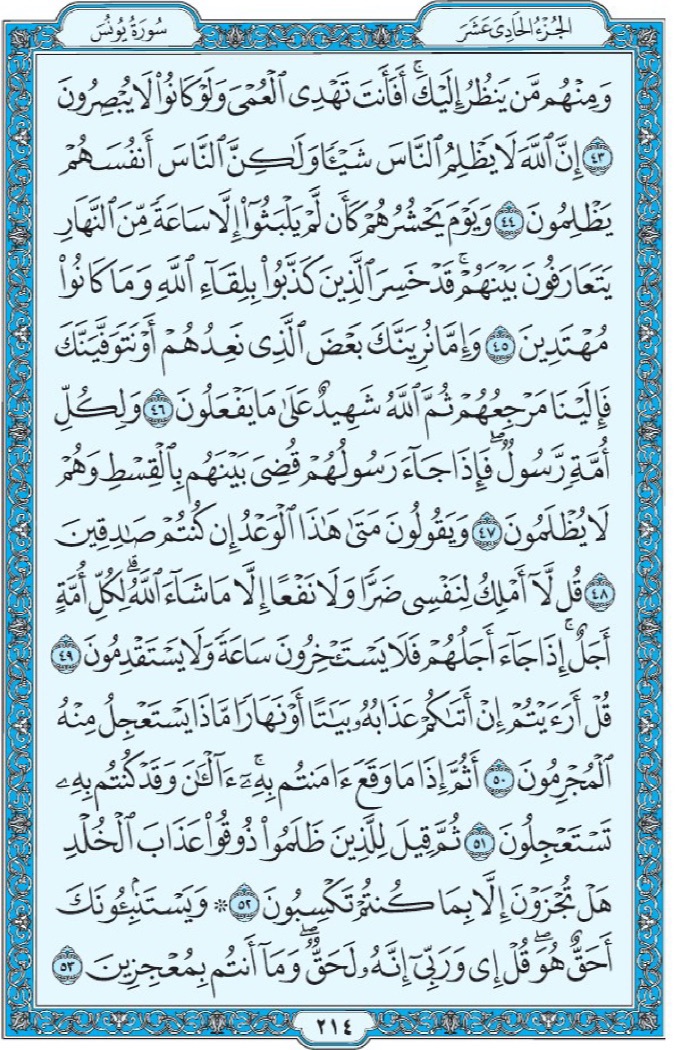 الجُزْءُ الحَادِيَ عَشَرَ
سُورَةُ يُونُسَ
وَمِنْهُم مَّن يَنظُرُ إِلَيْكَ ۚ أَفَأَنتَ تَهْدِى ٱلْعُمْىَ وَلَوْ كَانُوا۟ لَا يُبْصِرُونَ
٤٣ إِنَّ ٱللَّهَ لَا يَظْلِمُ ٱلنَّاسَ شَيْـًٔا وَلَـٰكِنَّ ٱلنَّاسَ أَنفُسَهُمْ
يَظْلِمُونَ ٤٤ وَيَوْمَ يَحْشُرُهُمْ كَأَن لَّمْ يَلْبَثُوٓا۟ إِلَّا سَاعَةً مِّنَ ٱلنَّهَارِ
يَتَعَارَفُونَ بَيْنَهُمْ ۚ قَدْ خَسِرَ ٱلَّذِينَ كَذَّبُوا۟ بِلِقَآءِ ٱللَّهِ وَمَا كَانُوا۟
مُهْتَدِينَ ٤٥ وَإِمَّا نُرِيَنَّكَ بَعْضَ ٱلَّذِى نَعِدُهُمْ أَوْ نَتَوَفَّيَنَّكَ
فَإِلَيْنَا مَرْجِعُهُمْ ثُمَّ ٱللَّهُ شَهِيدٌ عَلَىٰ مَا يَفْعَلُونَ ٤٦ وَلِكُلِّ
أُمَّةٍ رَّسُولٌ ۖ فَإِذَا جَآءَ رَسُولُهُمْ قُضِىَ بَيْنَهُم بِٱلْقِسْطِ وَهُمْ
لَا يُظْلَمُونَ ٤٧ وَيَقُولُونَ مَتَىٰ هَـٰذَا ٱلْوَعْدُ إِن كُنتُمْ صَـٰدِقِينَ
٤٨ قُل لَّآ أَمْلِكُ لِنَفْسِى ضَرًّا وَلَا نَفْعًا إِلَّا مَا شَآءَ ٱللَّهُ ۗ لِكُلِّ أُمَّةٍ
أَجَلٌ ۚ إِذَا جَآءَ أَجَلُهُمْ فَلَا يَسْتَـْٔخِرُونَ سَاعَةً وَلَا يَسْتَقْدِمُونَ ٤٩
قُلْ أَرَءَيْتُمْ إِنْ أَتَىٰكُمْ عَذَابُهُۥ بَيَـٰتًا أَوْ نَهَارًا مَّاذَا يَسْتَعْجِلُ مِنْهُ
ٱلْمُجْرِمُونَ ٥٠ أَثُمَّ إِذَا مَا وَقَعَ ءَامَنتُم بِهِۦٓ ۚ ءَآلْـَٔـٰنَ وَقَدْ كُنتُم بِهِۦ
تَسْتَعْجِلُونَ ٥١ ثُمَّ قِيلَ لِلَّذِينَ ظَلَمُوا۟ ذُوقُوا۟ عَذَابَ ٱلْخُلْدِ
هَلْ تُجْزَوْنَ إِلَّا بِمَا كُنتُمْ تَكْسِبُونَ ٥٢ ۞ وَيَسْتَنۢبِـُٔونَكَ
أَحَقٌّ هُوَ ۖ قُلْ إِى وَرَبِّىٓ إِنَّهُۥ لَحَقٌّ ۖ وَمَآ أَنتُم بِمُعْجِزِينَ ٥٣
٢١٤